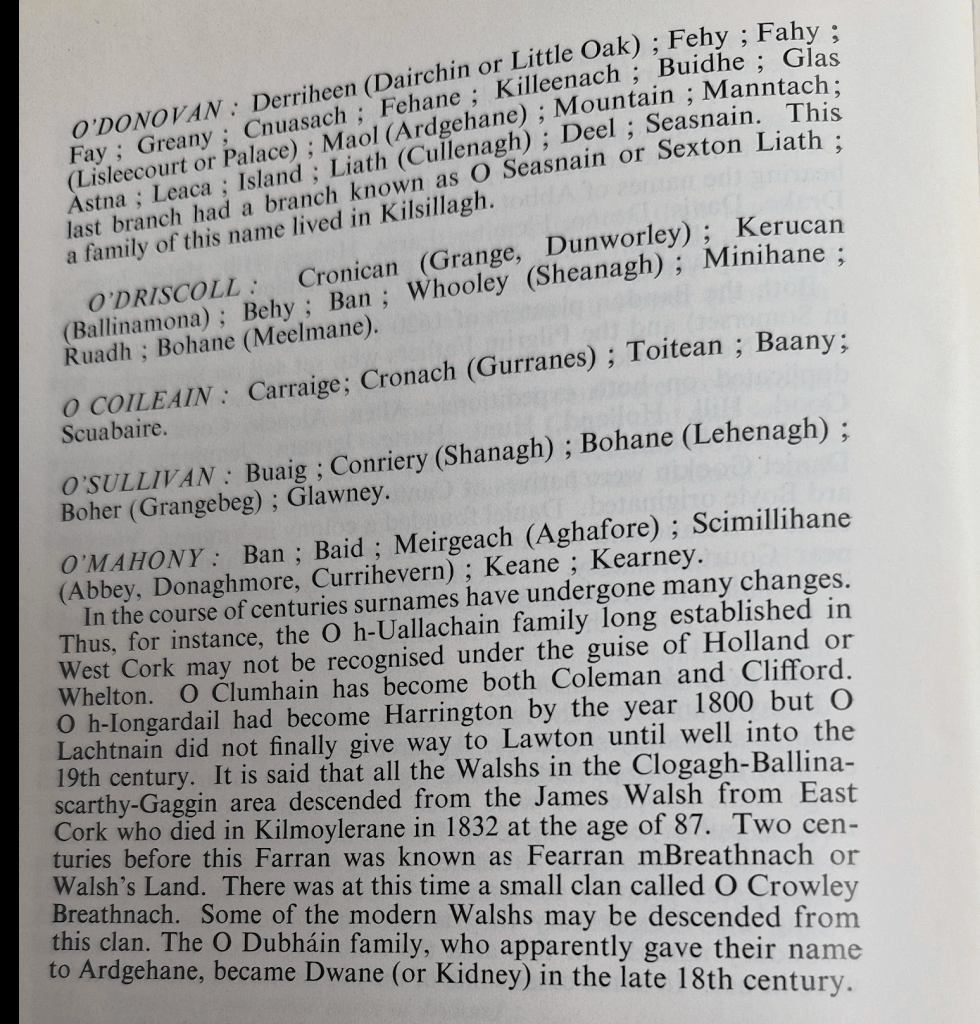 O'DONOVAN : Derriheen (Dairchin or Little Oak) ; Fehy ; Fahy ;
Fay ; Greany ; Cnuasach ; Fehane ; Killeenach ; Buidhe ; Glas
(Lisleecourt or Palace) ; Maol (Ardgehane) ; Mountain ; Manntach;
Astna ; Leaca ; Island ; Liath (Cullenagh) ; Deel ; Seasnain. This
last branch had a branch known as O Seasnain or Sexton Liath ;
a family of this name lived in Kilsillagh.
O'DRISCOLL : Cronican (Grange, Dunworley) ; Kerucan
(Ballinamona) ; Behy ; Ban ; Whooley (Sheanagh) ; Minihane ;
Ruadh ; Bohane (Meelmane).
O COILEAIN : Carraige; Cronach (Gurranes) ; Toitean ; Baany;
Scuabaire.
O'SULLIVAN : Buaig ; Conriery (Shanagh) ; Bohane (Lehenagh) ;
Boher (Grangebeg) ; Glawney.
O'MAHONY : Ban ; Baid ; Meirgeach (Aghafore) ; Scimillihane
(Abbey, Donaghmore, Currihevern) ; Keane ; Kearney.
In the course of centuries surnames have undergone many changes.
Thus, for instance, the O h-Uallachain family long established in
West Cork may not be recognised under the guise of Holland or
Whelton. O Clumhain has become both Coleman and Clifford.
O h-Iongardail had become Harrington by the year 1800 but O
Lachtnain did not finally give way to Lawton until well into the
19th century. It is said that all the Walshs in the Clogagh-Ballina-
scarthy-Gaggin area descended from the James Walsh from East
Cork who died in Kilmoylerane in 1832 at the age of 87. Two cen-
turies before this Farran was known as Fearran mBreathnach or
Walsh's Land. There was at this time a small clan called O Crowley
Breathnach. Some of the modern Walshs may be descended from
this clan. The O Dubháin family, who apparently gave their name
to Ardgehane, became Dwane (or Kidney) in the late 18th century.